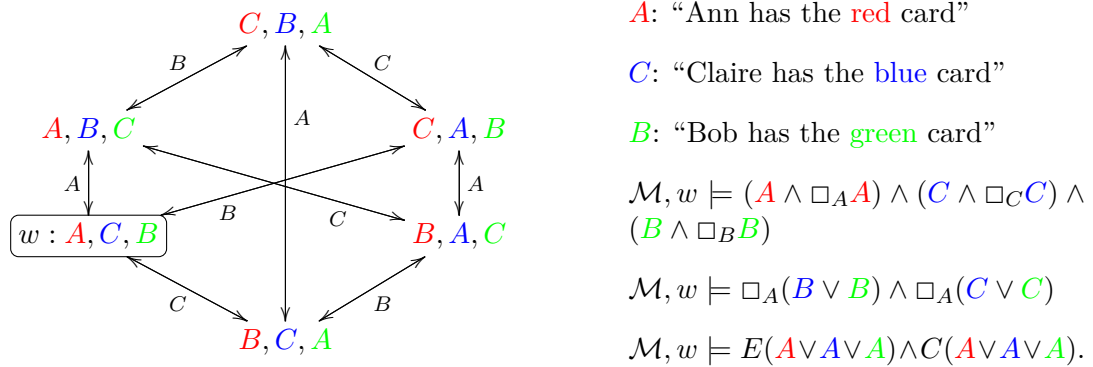 C, B, A
B
C
A
A, B, C
C, A, B
A
A
B
C
w : A, C, B
B, A, C
C
B
B, C, A
A: “Ann has the red card”
C: “Claire has the blue card”
B: “Bob has the green card”
ℳ, w ⊨ (A ∧ □_A A) ∧ (C ∧ □_C C) ∧
(B ∧ □_B B)
ℳ, w ⊨ □_A(B ∨ B) ∧ □_A(C ∨ C)
ℳ, w ⊨ E(A∨A∨A)∧C(A∨A∨A).